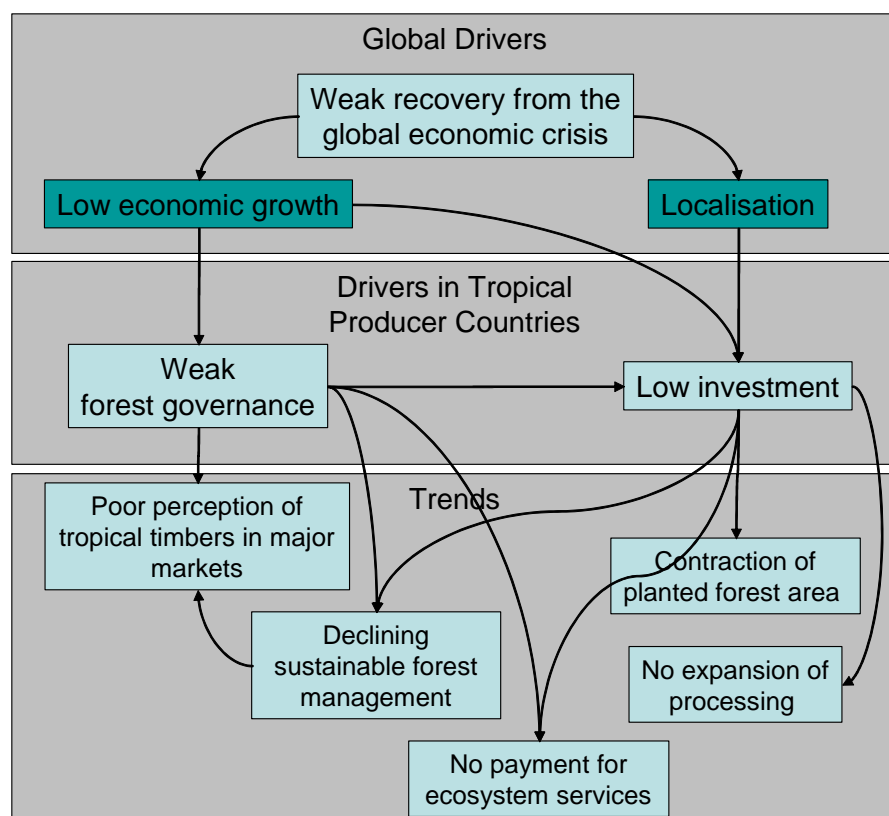 Global Drivers
Weak recovery from the
global economic crisis
Low economic growth
Localisation
Drivers in Tropical
Producer Countries
Weak
forest governance
Low investment
Trends
Poor perception of
tropical timbers in major
markets
Contraction of
planted forest area
Declining
sustainable forest
management
No expansion of
processing
No payment for
ecosystem services